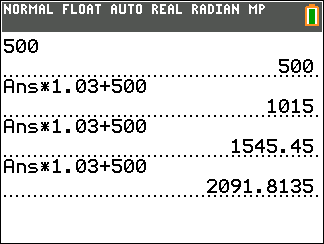 NORMAL FLOAT AUTO REAL RADIAN MP
500
500
Ans*1.03+500
1015
Ans*1.03+500
1545.45
Ans*1.03+500
2091.8135